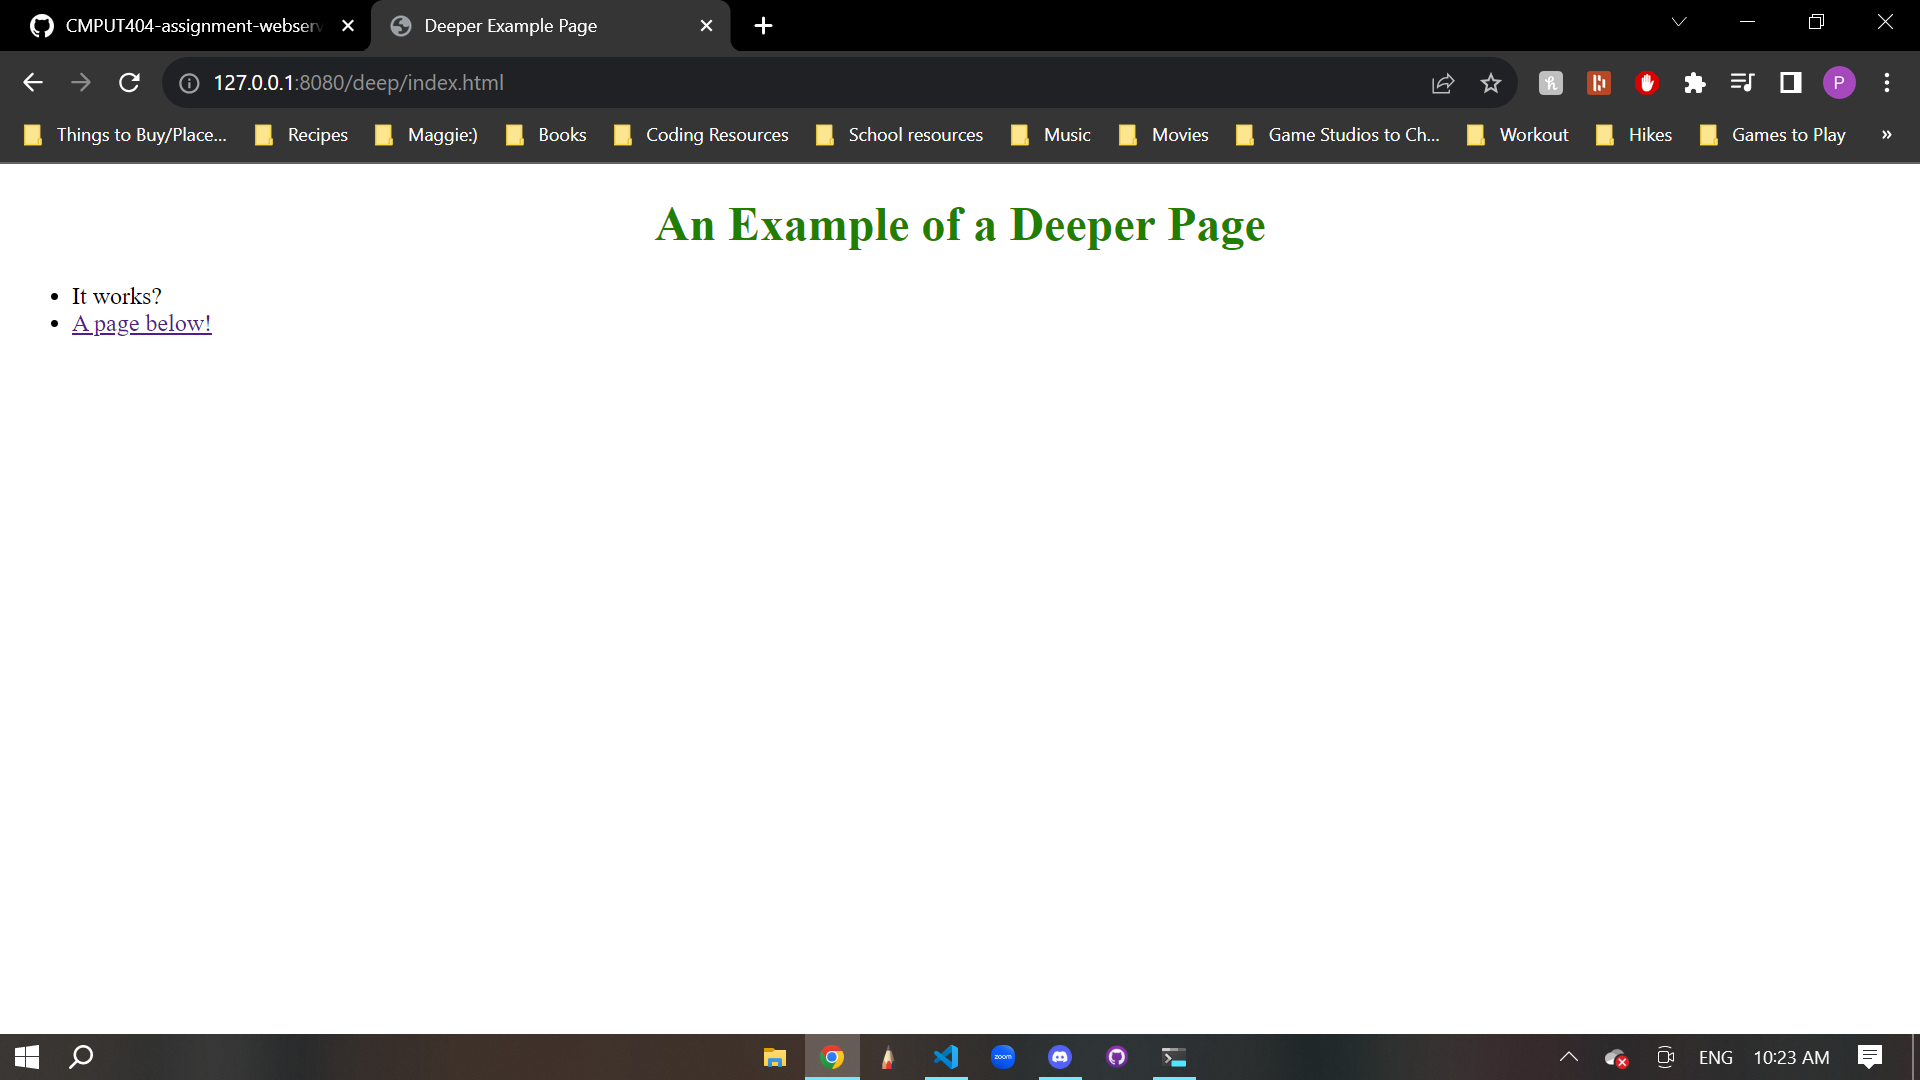 CMPUT404-assignment-webserv
Deeper Example Page
127.0.0.1:8080/deep/index.html
P
Things to Buy/Place...
Recipes
Maggie:)
Books
Coding Resources
School resources
Music
Movies
Game Studios to Ch...
Workout
Hikes
Games to Play
»
An Example of a Deeper Page
It works?
A page below!
zoom
ENG
10:23 AM